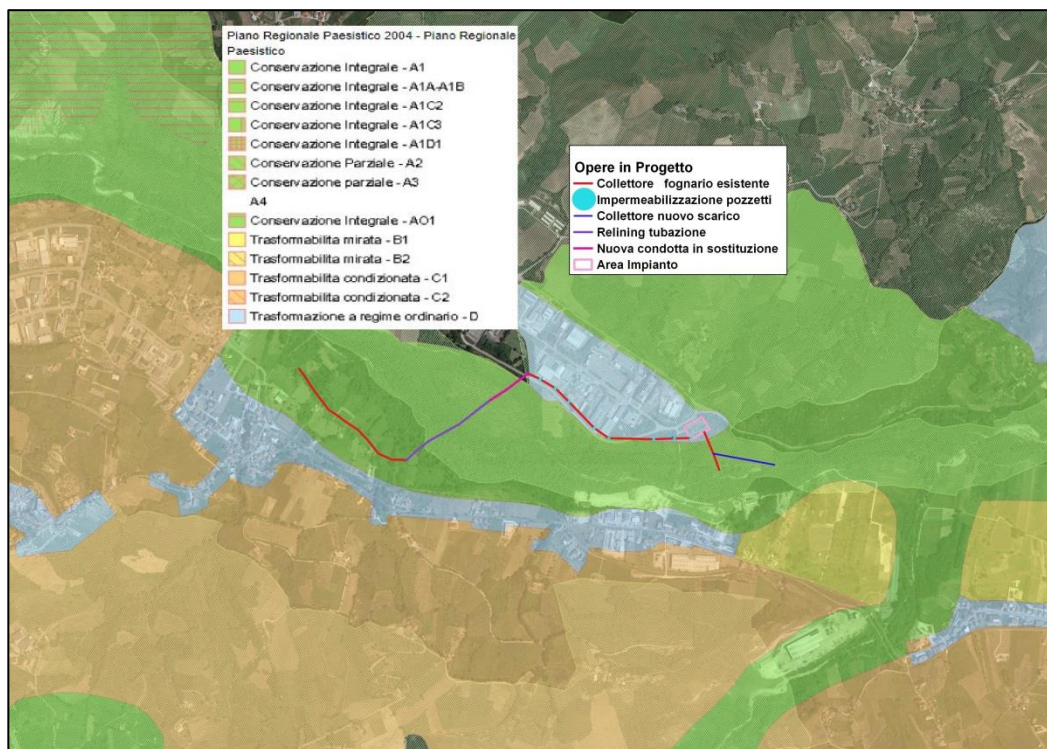 Piano Regionale Paesistico 2004 - Piano Regionale
Paesistico
Conservazione Integrale - A1
Conservazione Integrale - A1A-A1B
Conservazione Integrale - A1C2
Conservazione Integrale - A1C3
Conservazione Integrale - A1D1
Conservazione Parziale - A2
Conservazione parziale - A3
A4
Conservazione Integrale - AO1
Trasformabilita mirata - B1
Trasformabilita mirata - B2
Trasformabilita condizionata - C1
Trasformabilita condizionata - C2
Trasformazione a regime ordinario - D
Opere in Progetto
Collettore fognario esistente
Impermeabilizzazione pozzetti
Collettore nuovo scarico
Relining tubazione
Nuova condotta in sostituzione
Area Impianto